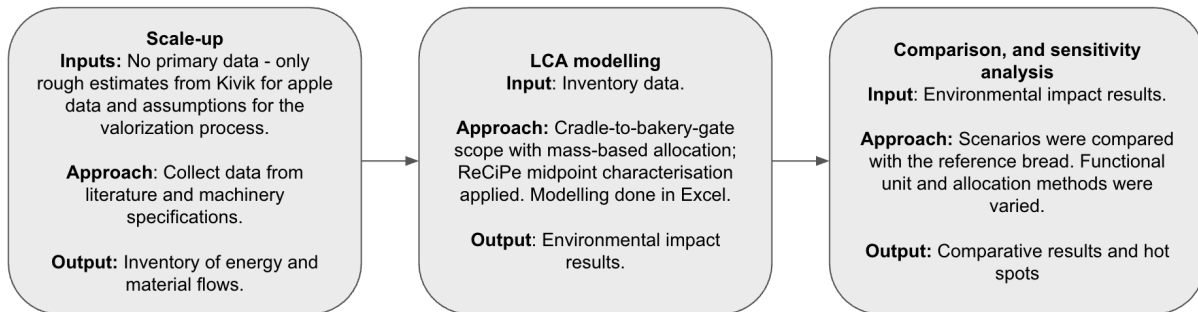 Scale-up
Inputs: No primary data - only
rough estimates from Kivik for apple
data and assumptions for the
valorization process.
Approach: Collect data from
literature and machinery
specifications.
Output: Inventory of energy and
material flows.
LCA modelling
Input: Inventory data.
Approach: Cradle-to-bakery-gate
scope with mass-based allocation;
ReCiPe midpoint characterisation
applied. Modelling done in Excel.
Output: Environmental impact
results.
Comparison, and sensitivity
analysis
Input: Environmental impact results.
Approach: Scenarios were compared
with the reference bread. Functional
unit and allocation methods were
varied.
Output: Comparative results and hot
spots